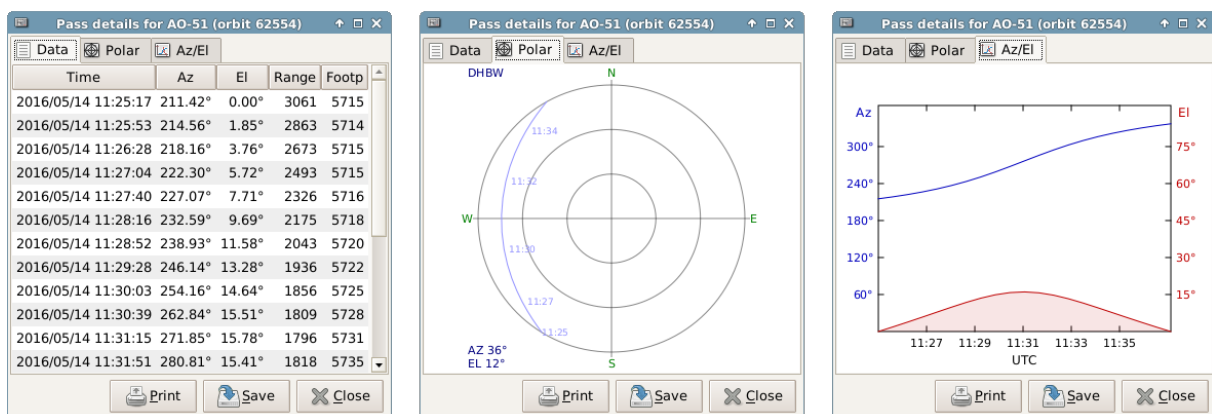 Pass details for AO-51 (orbit 62554)
Data Polar Az/El
Time Az El Range Footp
2016/05/14 11:25:17 211.42° 0.00° 3061 5715
2016/05/14 11:25:53 214.56° 1.85° 2863 5714
2016/05/14 11:26:28 218.16° 3.76° 2673 5715
2016/05/14 11:27:04 222.30° 5.72° 2493 5715
2016/05/14 11:27:40 227.07° 7.71° 2326 5716
2016/05/14 11:28:16 232.59° 9.69° 2175 5718
2016/05/14 11:28:52 238.93° 11.58° 2043 5720
2016/05/14 11:29:28 246.14° 13.28° 1936 5722
2016/05/14 11:30:03 254.16° 14.64° 1856 5725
2016/05/14 11:30:39 262.84° 15.51° 1809 5728
2016/05/14 11:31:15 271.85° 15.78° 1796 5731
2016/05/14 11:31:51 280.81° 15.41° 1818 5735
Print Save Close
Pass details for AO-51 (orbit 62554)
Data Polar Az/El
DHBW N
11:34
11:32
W E
11:30
11:27
11:25
AZ 36°
EL 12° S
Print Save Close
Pass details for AO-51 (orbit 62554)
Data Polar Az/El
Az El
300° 75°
240° 60°
180° 45°
120° 30°
60° 15°
11:27 11:29 11:31 11:33 11:35
UTC
Print Save Close